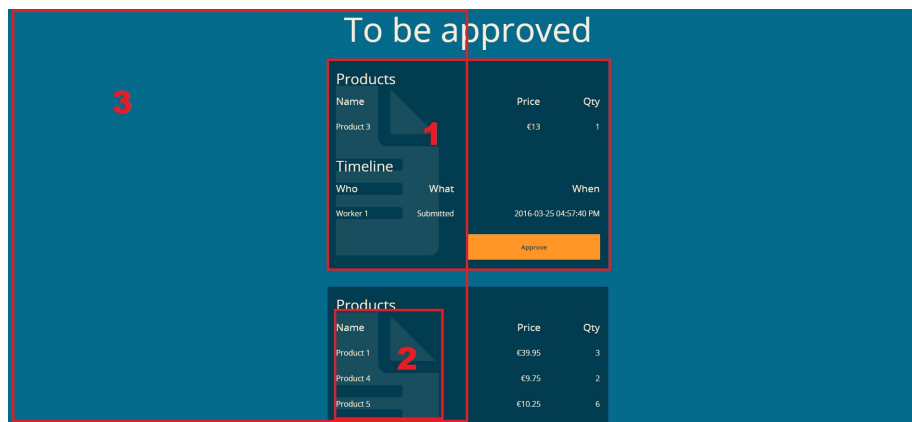 To be approved
3
Products
Name Price Qty
1
Product 3 €13 1
Timeline
Who What When
Worker 1 Submitted 2016-03-25 04:57:40 PM
Approve
Products
Name Price Qty
2
Product 1 €39.95 3
Product 4 €9.75 2
Product 5 €10.25 6